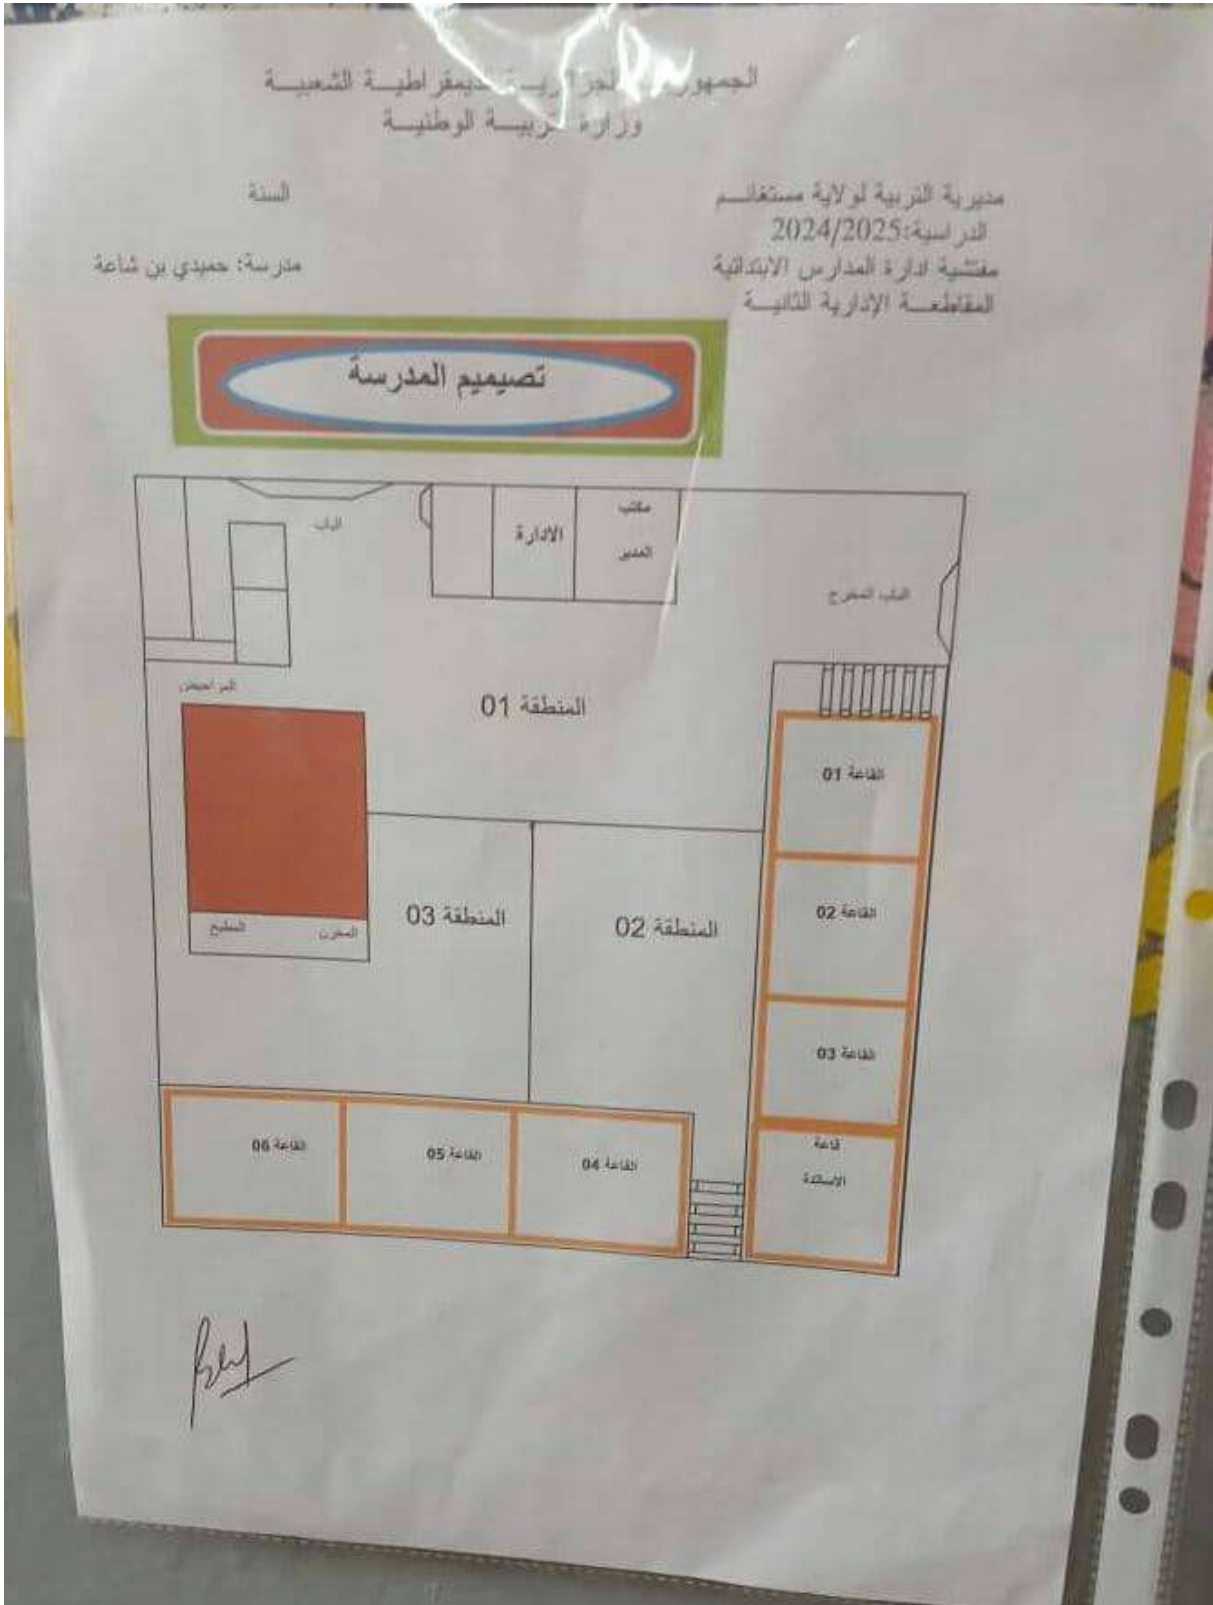 الجمهورية الجزائرية الديمقراطية الشعبية
وزارة التربية الوطنية
مديرية التربية لولاية مستغانم السنة
الدراسية:2024/2025
مفتشية ادارة المدارس الابتدائية مدرسة: حميدي بن شاعة
المقاطعة الإدارية الثانية
تصيميم المدرسة
مكتب
المدير
الادارة
الباب
الباب المخرج
المراحيض
المنطقة 01
القاعة 01
القاعة 02
المنطقة 02
المنطقة 03
المخزن
المطبخ
القاعة 03
قاعة
الاساتذة
القاعة 04
القاعة 05
القاعة 06